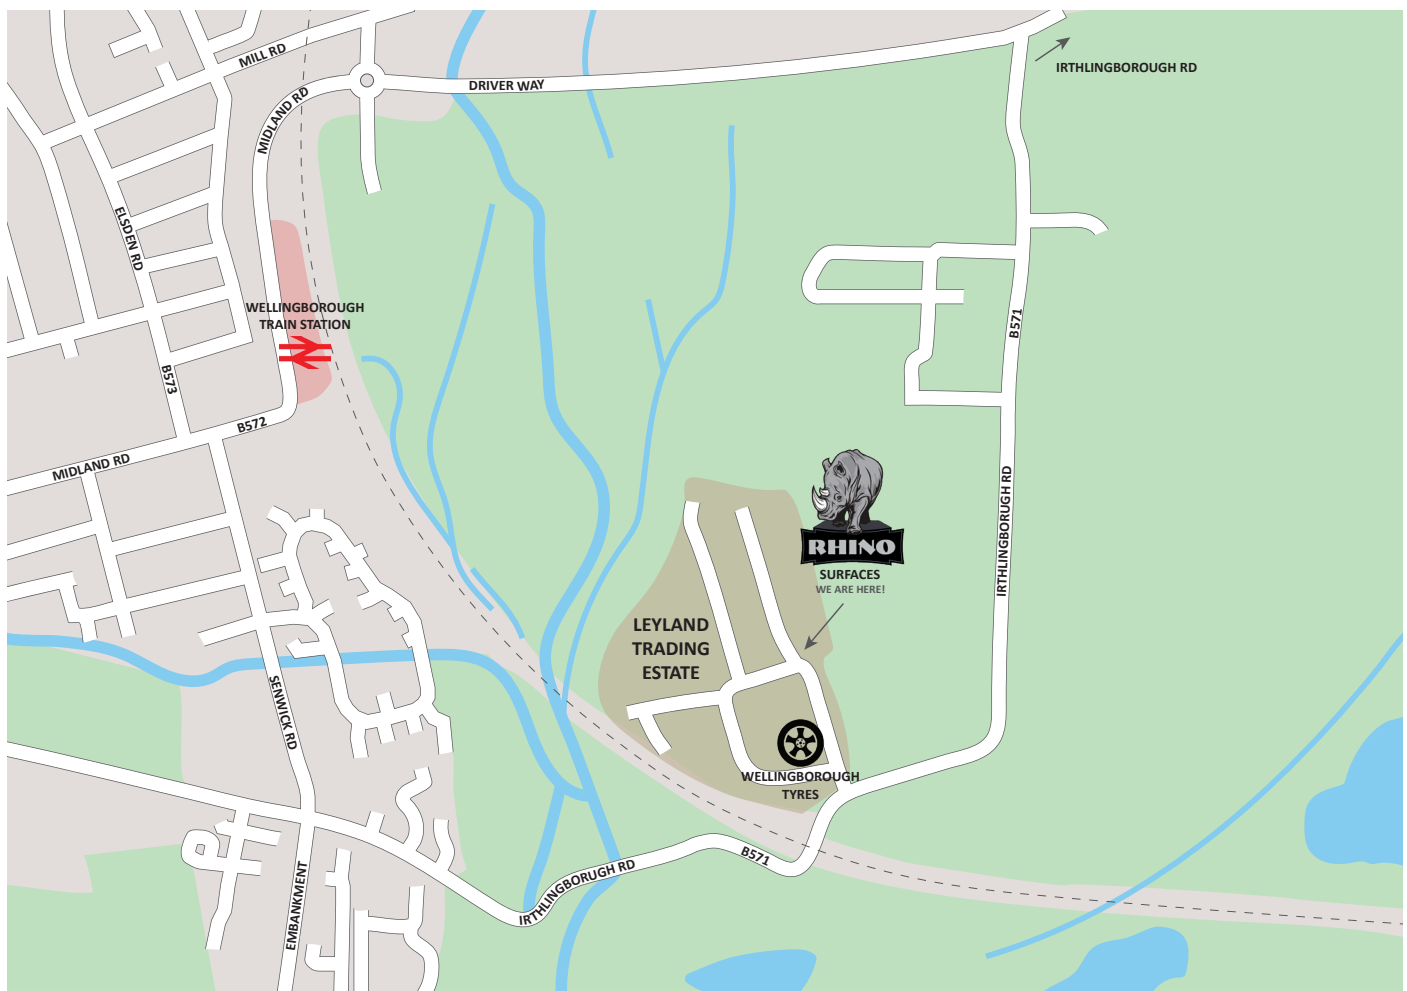 MILL RD
MIDLAND RD
DRIVER WAY
IRTHLINGBOROUGH RD
ELSDEN RD
WELLINGBOROUGH
TRAIN STATION
B571
B573
B572
MIDLAND RD
RHINO
SURFACES
WE ARE HERE!
IRTHLINGBOROUGH RD
LEYLAND
TRADING
ESTATE
SENWICK RD
WELLINGBOROUGH
TYRES
B571
IRTHLINGBORUGH RD
EMBANKMENT